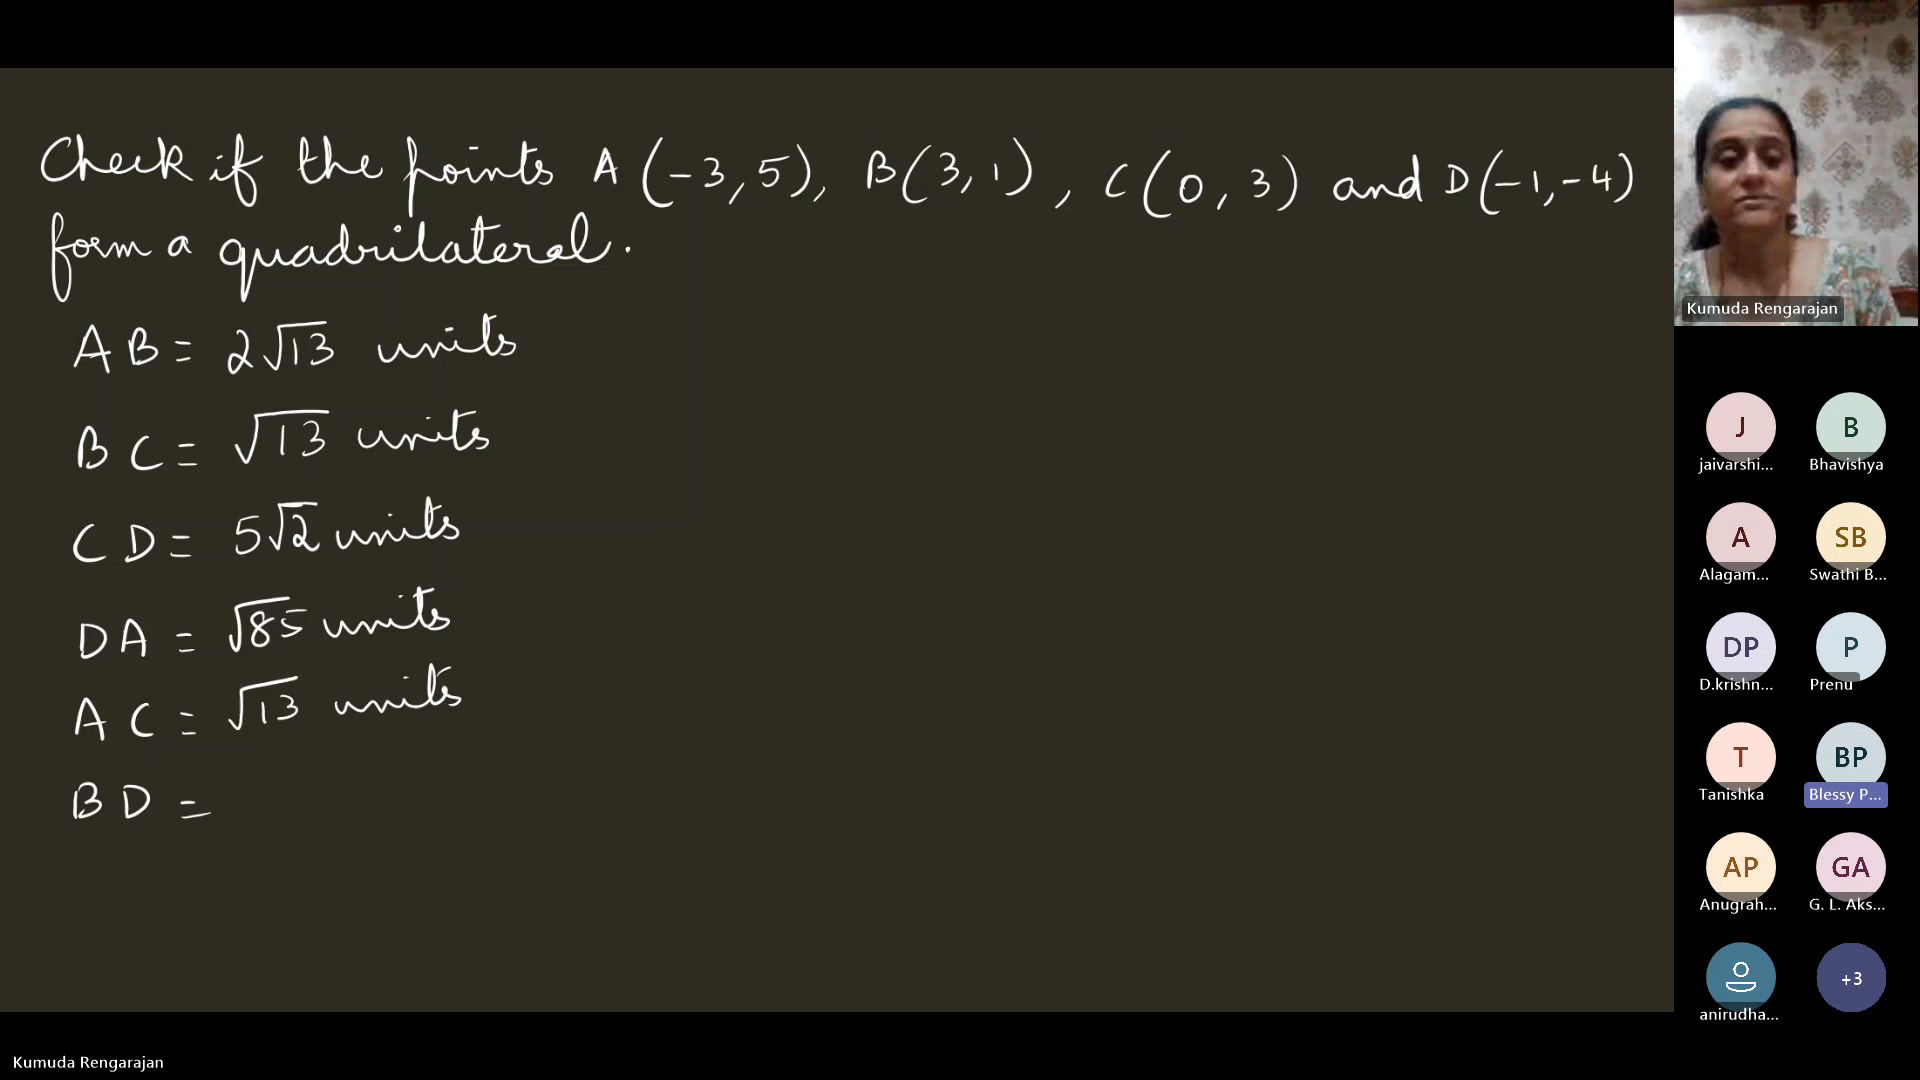 Check if the points A(-3,5), B(3,1), C(0,3) and D(-1,-4)
form a quadrilateral.
AB = 2√13 units
BC = √13 units
CD = 5√2 units
DA = √85 units
AC = √13 units
BD =
Kumuda Rengarajan
J B
jaivarshi... Bhavishya
A SB
Alagam... Swathi B...
DP P
D.krishn... Prenu
T BP
Tanishka Blessy P...
AP GA
Anugrah... G. L. Aks...
+3
anirudha...
Kumuda Rengarajan